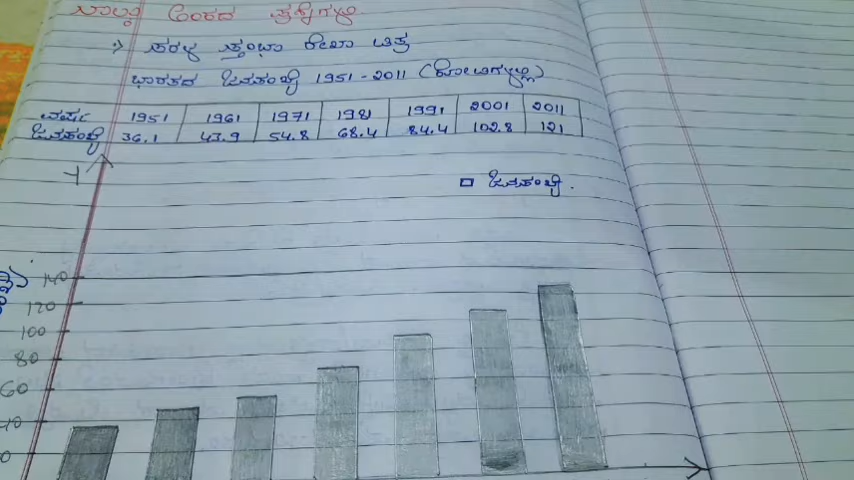 ನಾಲ್ಕು ಅಂಕದ ಪ್ರಶ್ನೆಗಳು
ಸರಳ ಸ್ತಂಭಾ ರೇಖಾ ಚಿತ್ರ
ಭಾರತದ ಜನಸಂಖ್ಯೆ 1951-2011 (ಕೋಟಿಗಳಲ್ಲಿ)
ವರ್ಷ 1951 1961 1971 1981 1991 2001 2011
ಜನಸಂಖ್ಯೆ 36.1 43.9 54.8 68.4 84.4 102.8 121
Y
ಜನಸಂಖ್ಯೆ.
140
120
100
80
60